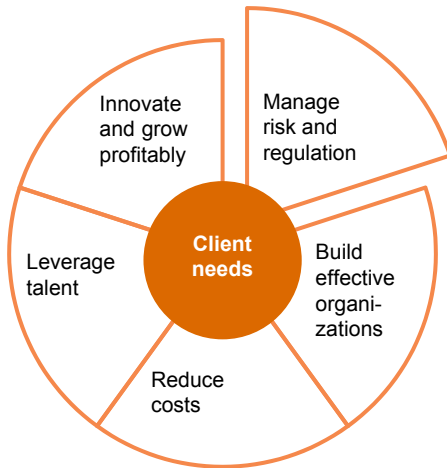 Innovate
and grow
profitably
Manage
risk and
regulation
Client
needs
Leverage
talent
Build
effective
organi-
zations
Reduce
costs